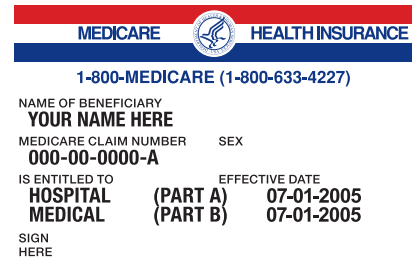 MEDICARE HEALTH INSURANCE
1-800-MEDICARE (1-800-633-4227)
NAME OF BENEFICIARY
YOUR NAME HERE
MEDICARE CLAIM NUMBER SEX
000-00-0000-A
IS ENTITLED TO EFFECTIVE DATE
HOSPITAL (PART A) 07-01-2005
MEDICAL (PART B) 07-01-2005
SIGN
HERE